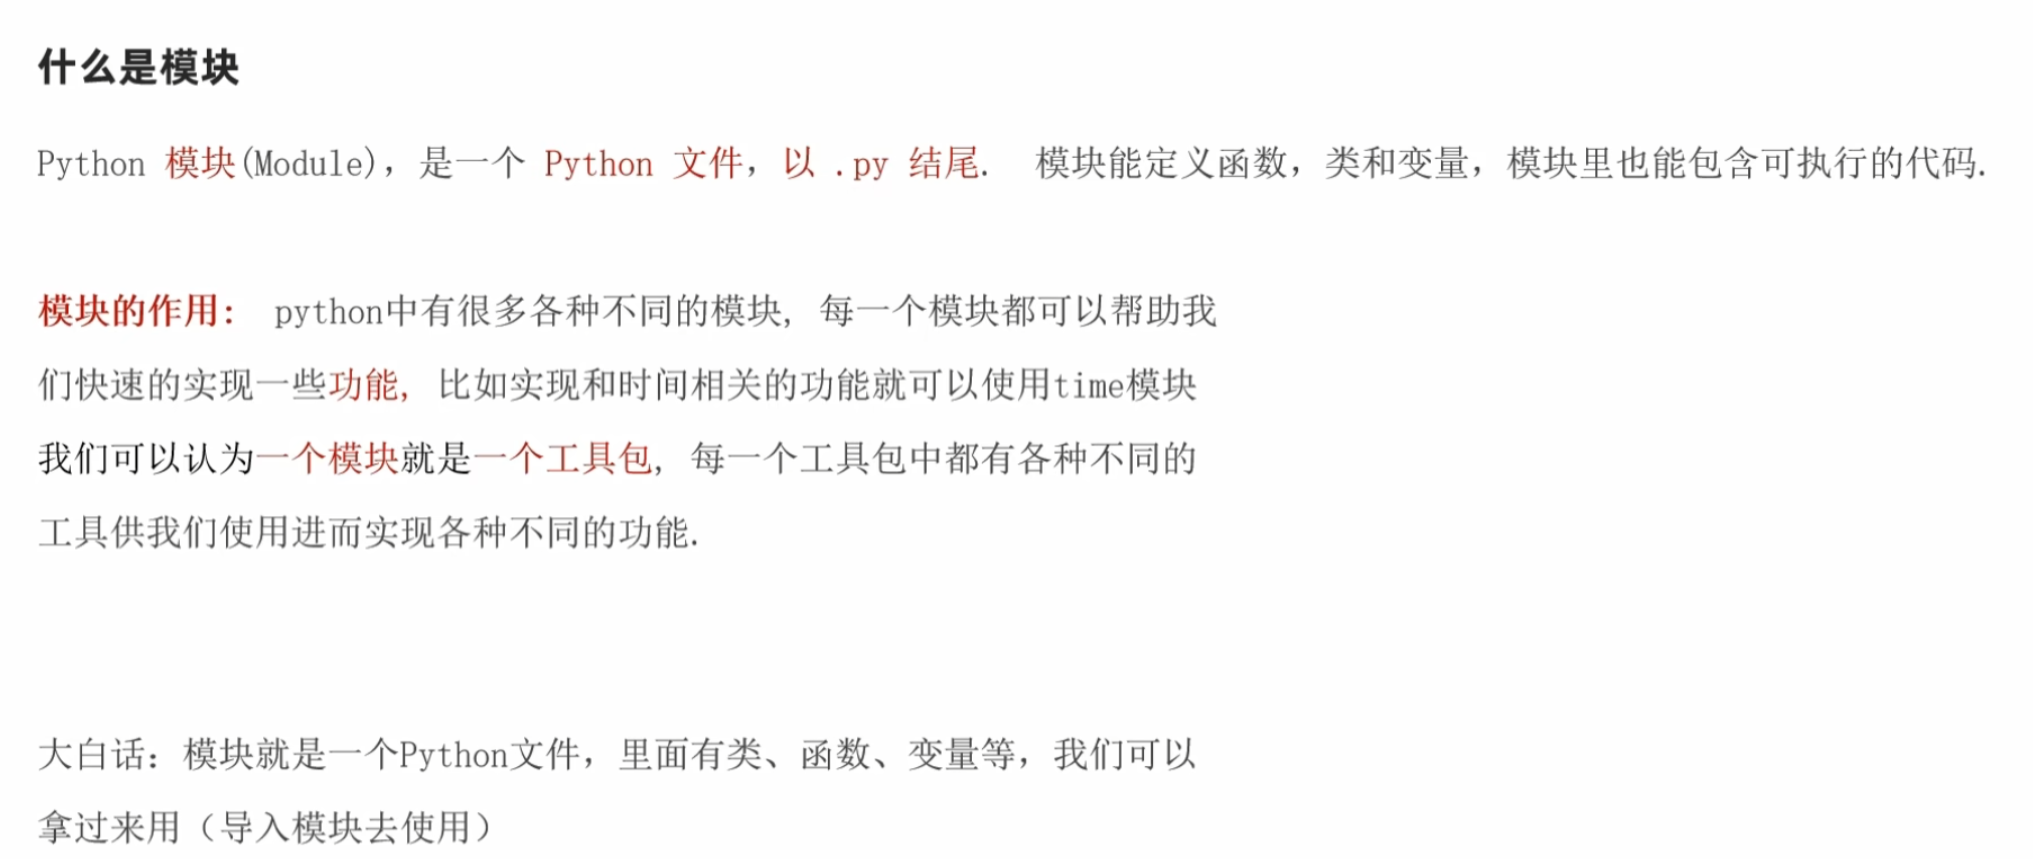 什么是模块
Python 模块(Module)，是一个 Python 文件，以 .py 结尾.  模块能定义函数，类和变量，模块里也能包含可执行的代码.
模块的作用： python中有很多各种不同的模块, 每一个模块都可以帮助我
们快速的实现一些功能, 比如实现和时间相关的功能就可以使用time模块
我们可以认为一个模块就是一个工具包, 每一个工具包中都有各种不同的
工具供我们使用进而实现各种不同的功能.
大白话：模块就是一个Python文件，里面有类、函数、变量等，我们可以
拿过来用（导入模块去使用）